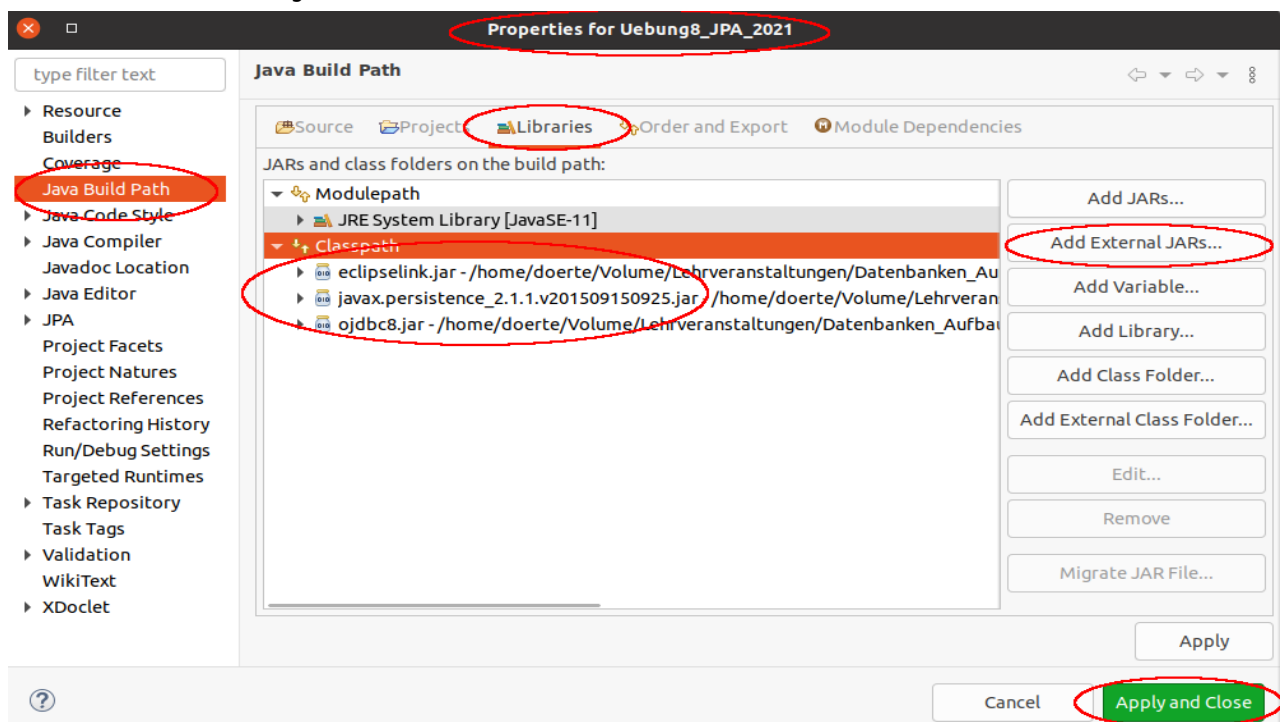 Properties for Uebung8_JPA_2021
type filter text
Java Build Path
Resource
Builders
Coverage
Java Build Path
Java Code Style
Java Compiler
Javadoc Location
Java Editor
JPA
Project Facets
Project Natures
Project References
Refactoring History
Run/Debug Settings
Targeted Runtimes
Task Repository
Task Tags
Validation
WikiText
XDoclet
Source Projects Libraries Order and Export Module Dependencies
JARs and class folders on the build path:
Modulepath
JRE System Library [JavaSE-11]
Classpath
eclipselink.jar - /home/doerte/Volume/Lehrveranstaltungen/Datenbanken_Au
javax.persistence_2.1.1.v201509150925.jar - /home/doerte/Volume/Lehrveran
ojdbc8.jar - /home/doerte/Volume/Lehrveranstaltungen/Datenbanken_Aufbau
Add JARs...
Add External JARs...
Add Variable...
Add Library...
Add Class Folder...
Add External Class Folder...
Edit...
Remove
Migrate JAR File...
Apply
?
Cancel
Apply and Close